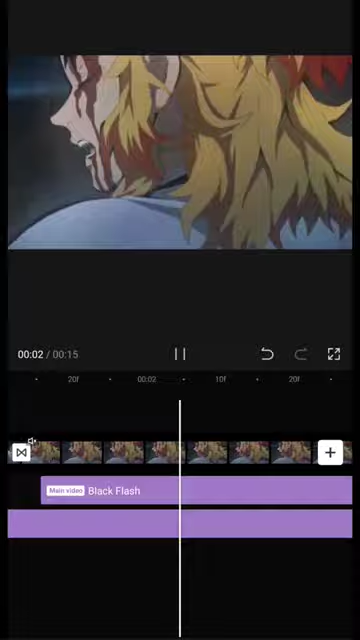 00:02 / 00:15
20f
00:02
10f
20f
Main video Black Flash